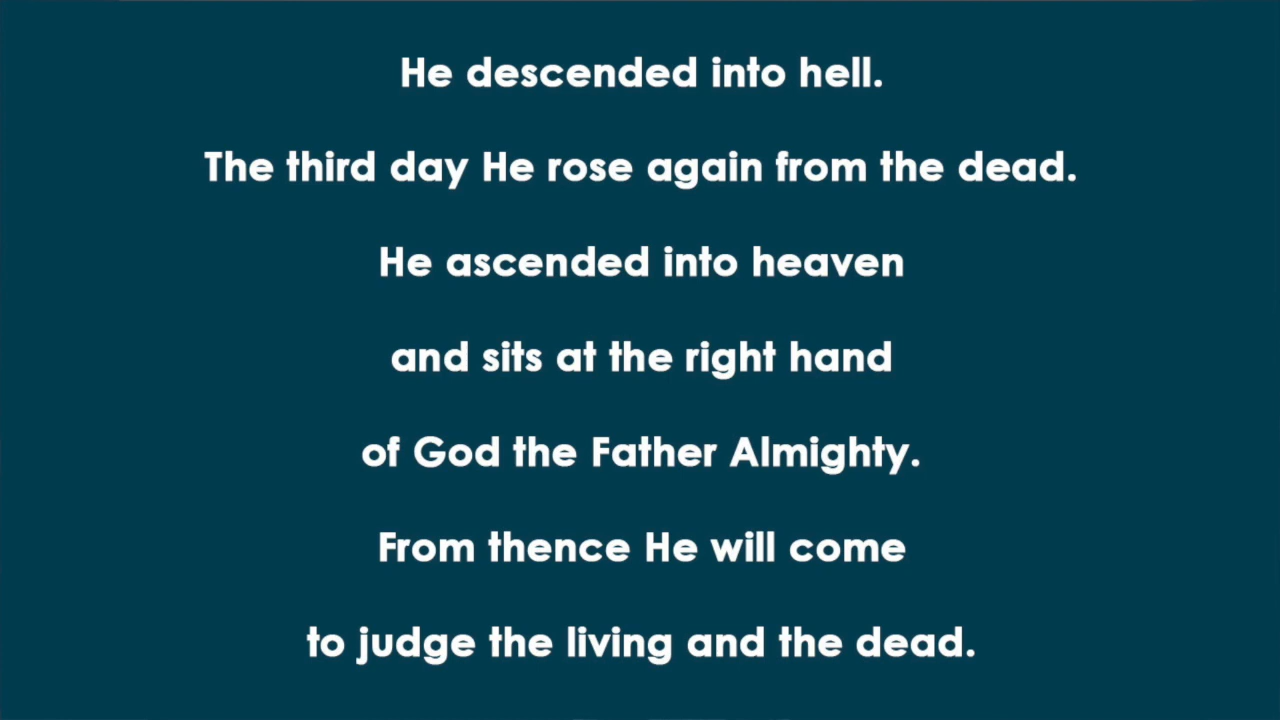 He descended into hell.
The third day He rose again from the dead.
He ascended into heaven
and sits at the right hand
of God the Father Almighty.
From thence He will come
to judge the living and the dead.